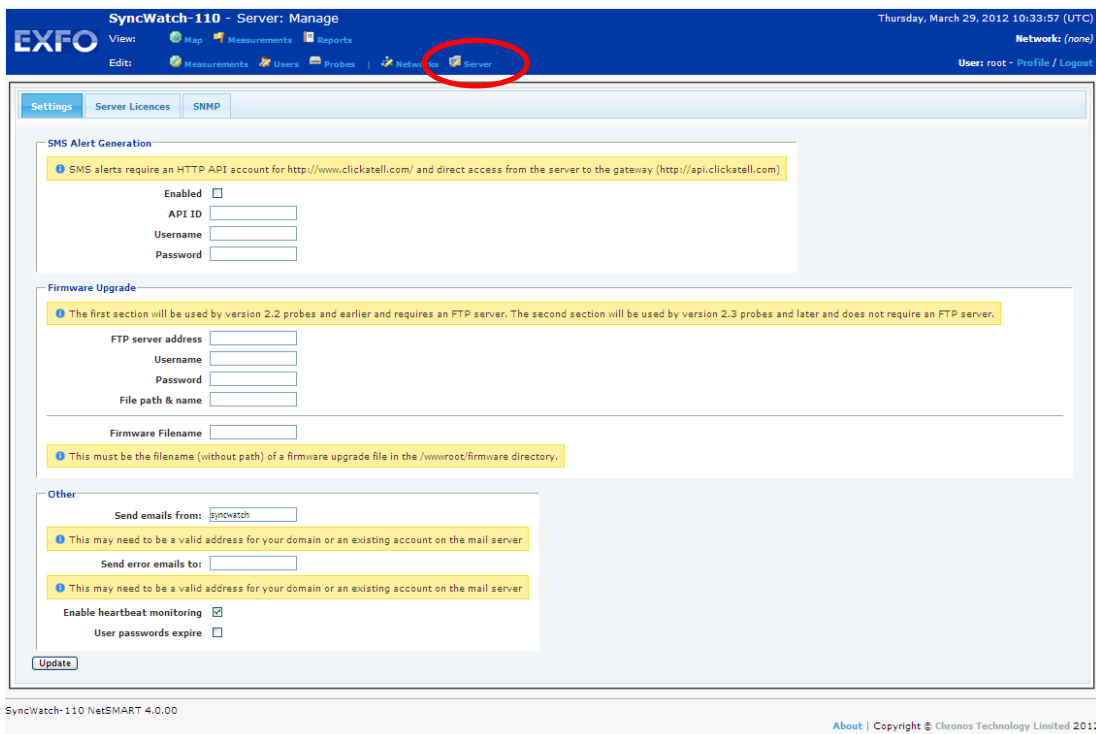 SyncWatch-110 - Server: Manage
Thursday, March 29, 2012 10:33:57 (UTC)
EXFO
View: Map Measurements Reports
Network: (none)
Edit: Measurements Users Probes | Networks Server
User: root - Profile / Logout
Settings Server Licences SNMP
SMS Alert Generation
SMS alerts require an HTTP API account for http://www.clickatell.com/ and direct access from the server to the gateway (http://api.clickatell.com)
Enabled
API ID
Username
Password
Firmware Upgrade
The first section will be used by version 2.2 probes and earlier and requires an FTP server. The second section will be used by version 2.3 probes and later and does not require an FTP server.
FTP server address
Username
Password
File path & name
Firmware Filename
This must be the filename (without path) of a firmware upgrade file in the /wwwroot/firmware directory.
Other
Send emails from: syncwatch
This may need to be a valid address for your domain or an existing account on the mail server
Send error emails to:
This may need to be a valid address for your domain or an existing account on the mail server
Enable heartbeat monitoring
User passwords expire
Update
SyncWatch-110 NetSMART 4.0.00
About | Copyright © Chronos Technology Limited 2012